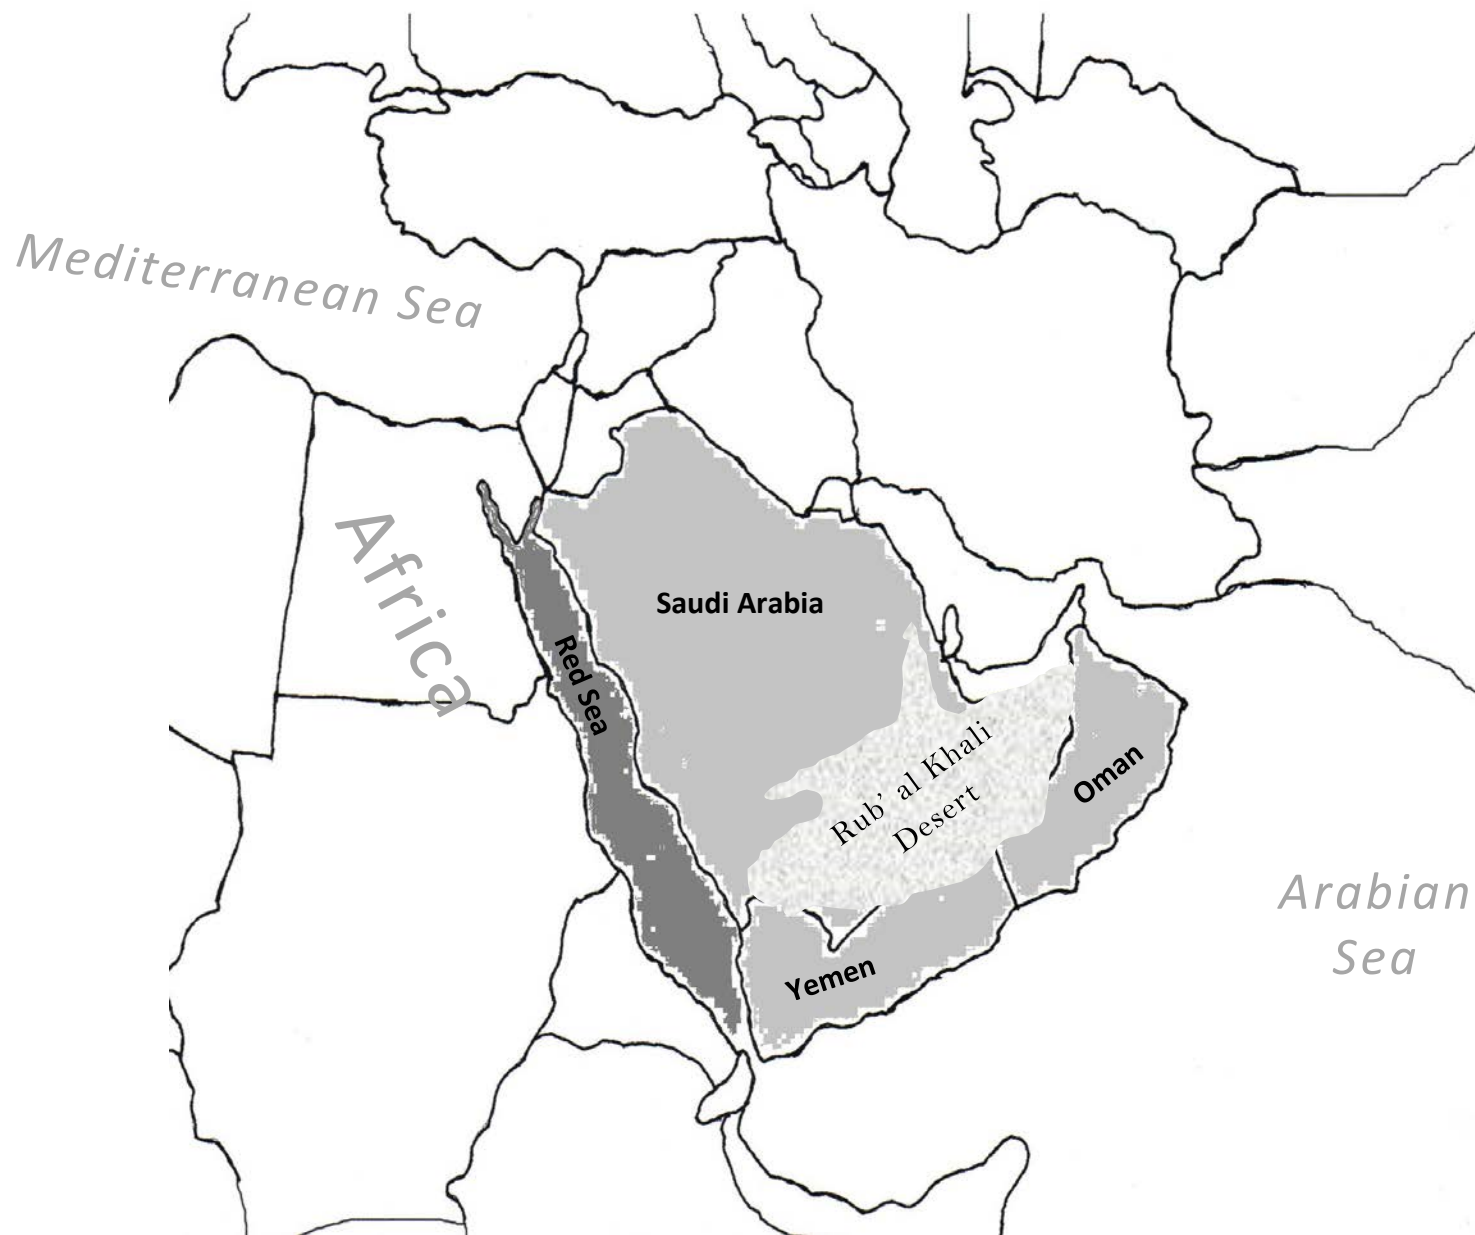 Mediterranean Sea
Africa
Saudi Arabia
Red Sea
Rub’ al Khali
Desert
Oman
Arabian
Sea
Yemen